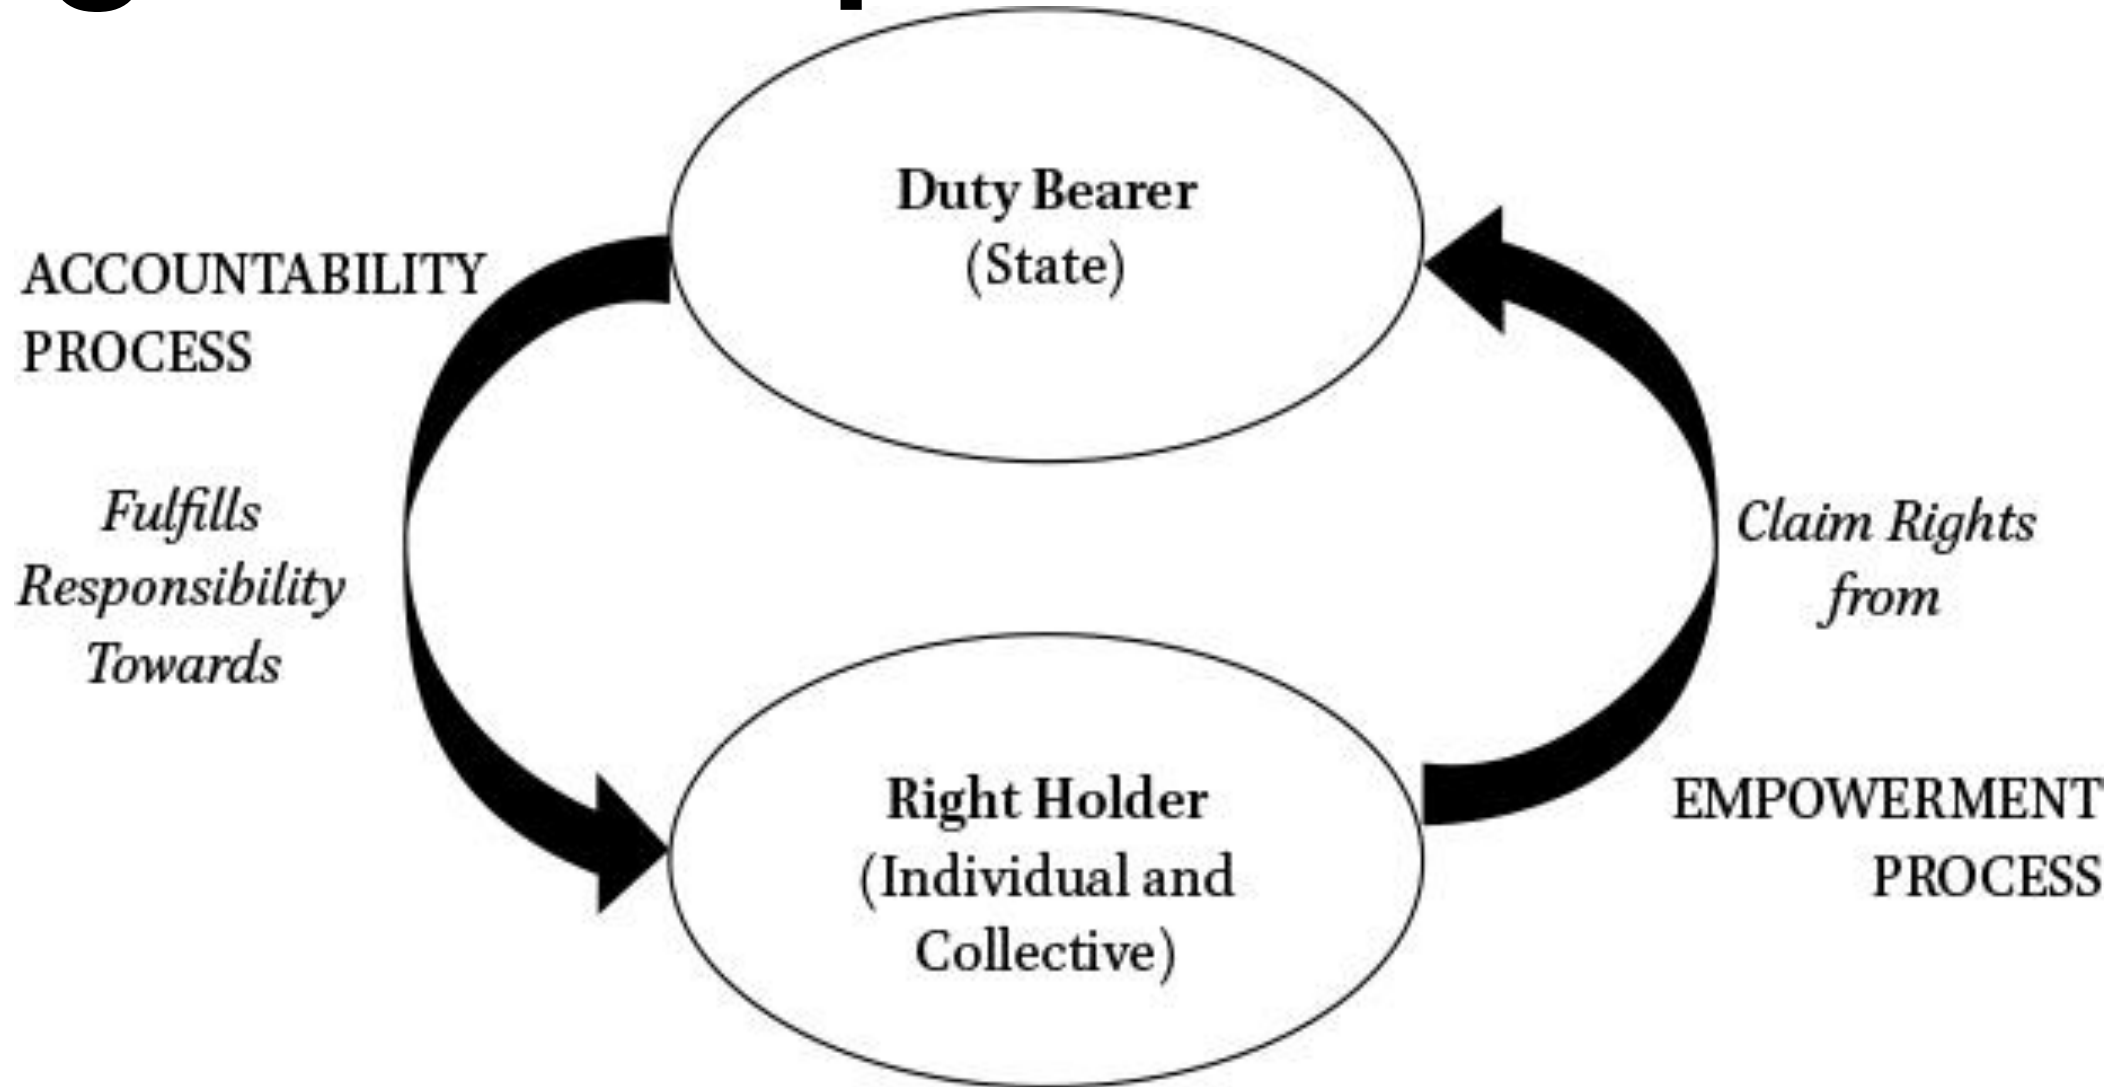 Duty Bearer
(State)
ACCOUNTABILITY
PROCESS
Fulfills
Responsibility
Towards
Claim Rights
from
Right Holder
(Individual and
Collective)
EMPOWERMENT
PROCESS